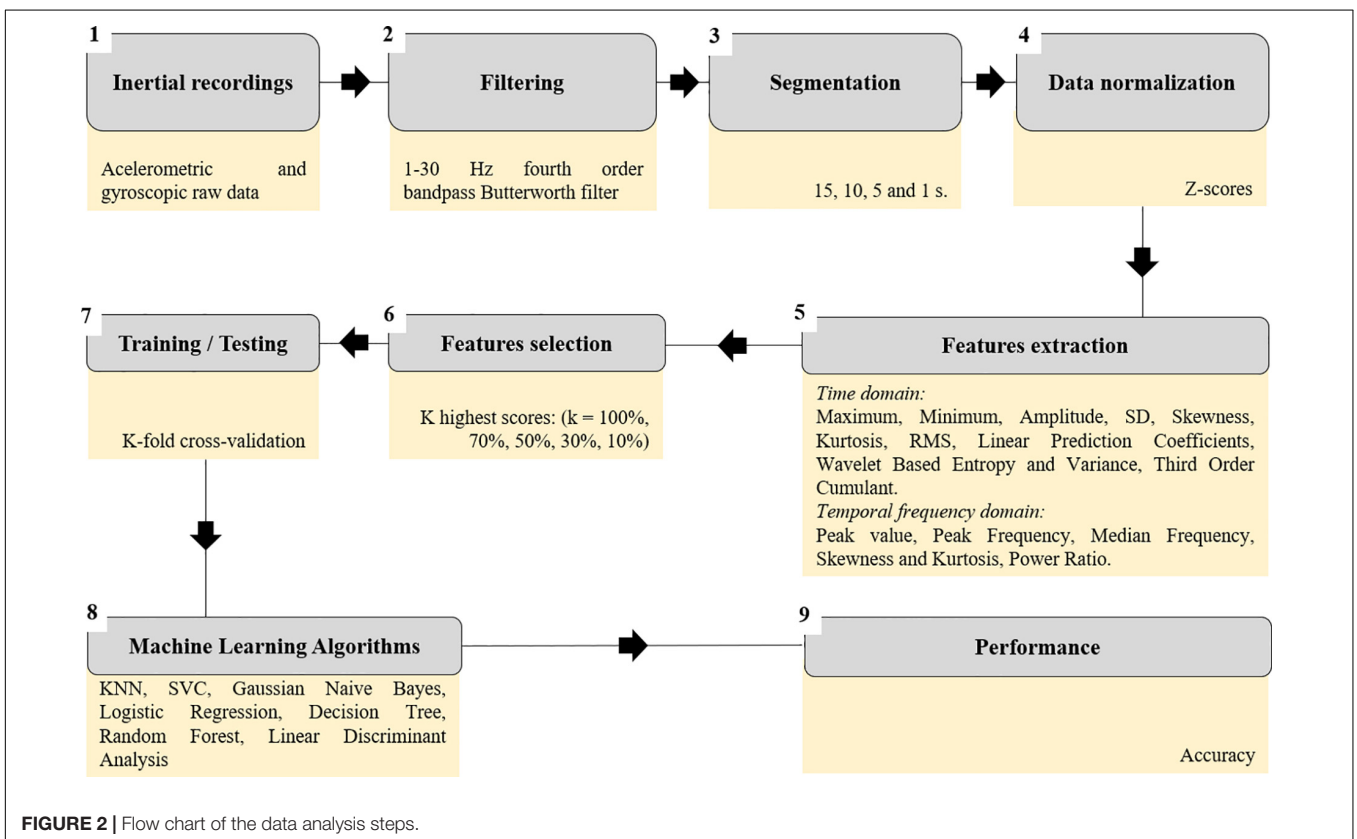 1
Inertial recordings
Acelerometric and
gyroscopic raw data
2
Filtering
1-30 Hz fourth order
bandpass Butterworth filter
3
Segmentation
15, 10, 5 and 1 s.
4
Data normalization
Z-scores
5
Features extraction
Time domain:
Maximum, Minimum, Amplitude, SD, Skewness,
Kurtosis, RMS, Linear Prediction Coefficients,
Wavelet Based Entropy and Variance, Third Order
Cumulant.
Temporal frequency domain:
Peak value, Peak Frequency, Median Frequency,
Skewness and Kurtosis, Power Ratio.
6
Features selection
K highest scores: (k = 100%,
70%, 50%, 30%, 10%)
7
Training / Testing
K-fold cross-validation
8
Machine Learning Algorithms
KNN, SVC, Gaussian Naive Bayes,
Logistic Regression, Decision Tree,
Random Forest, Linear Discriminant
Analysis
9
Performance
Accuracy
FIGURE 2 | Flow chart of the data analysis steps.